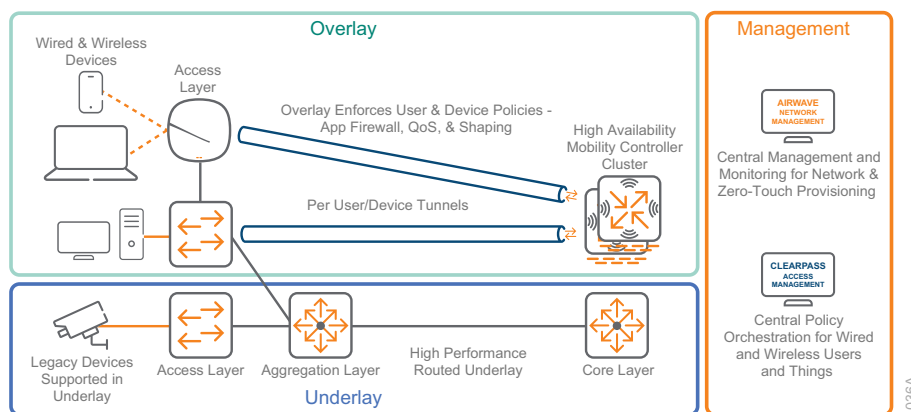 Overlay
Management
Wired & Wireless
Devices
Access
Layer
Overlay Enforces User & Device Policies -
App Firewall, QoS, & Shaping
High Availability
Mobility Controller
Cluster
Per User/Device Tunnels
AIRWAVE
NETWORK
MANAGEMENT
Central Management and
Monitoring for Network &
Zero-Touch Provisioning
CLEARPASS
ACCESS
MANAGEMENT
Central Policy
Orchestration for Wired
and Wireless Users
and Things
Legacy Devices
Supported in
Underlay
Access Layer
Aggregation Layer
High Performance
Routed Underlay
Core Layer
Underlay